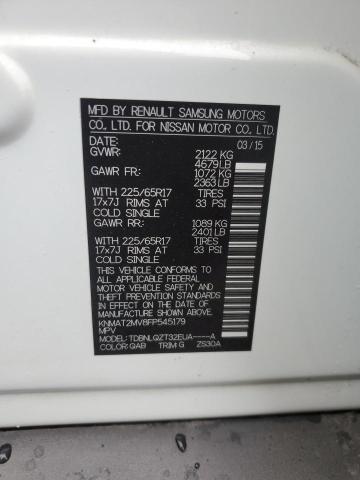 MFD BY RENAULT SAMSUNG MOTORS
CO. LTD. FOR NISSAN MOTOR CO., LTD.
DATE: 03/15
GVWR: 2122 KG
4679 LB
GAWR FR: 1072 KG
2363 LB
WITH 225/65R17 TIRES
17x7J RIMS AT 33 PSI
COLD SINGLE
GAWR RR: 1089 KG
2401 LB
WITH 225/65R17 TIRES
17x7J RIMS AT 33 PSI
COLD SINGLE
THIS VEHICLE CONFORMS TO ALL
APPLICABLE FEDERAL
MOTOR VEHICLE SAFETY AND
BUMPER STANDARDS IN EFFECT
ON THE DATE OF
MANUFACTURE SHOWN ABOVE.
KNMAT2MV8FP545179
MPV
MODEL: TDBNLQZT32EUA-----A
COLOR: QAB TRIM: G ZS30A